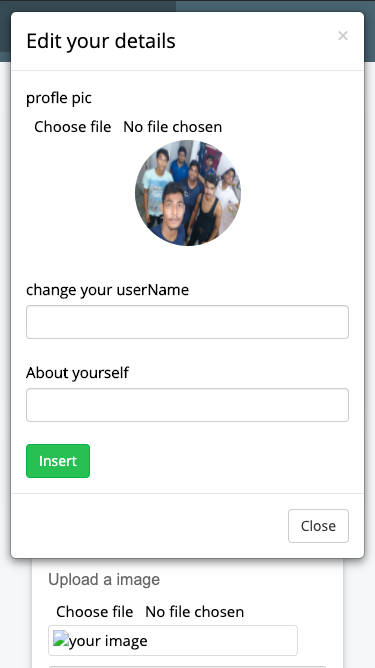 Edit your details ×
profle pic
Choose file No file chosen
change your userName
About yourself
Insert
Close
Upload a image
Choose file No file chosen
your image